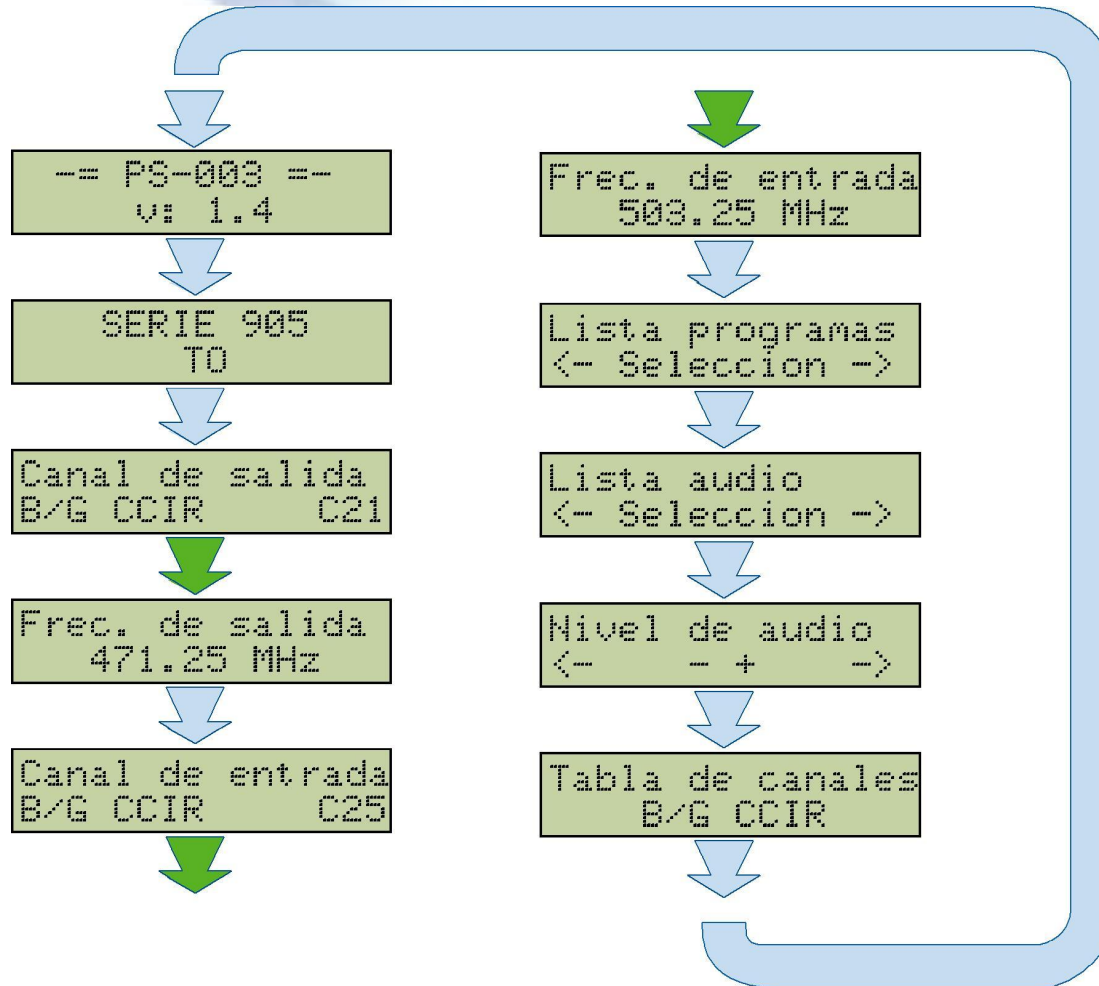 -= PS-003 =-
v: 1.4
SERIE 905
TO
Canal de salida
B/G CCIR C21
Frec. de salida
471.25 MHz
Canal de entrada
B/G CCIR C25
Frec. de entrada
503.25 MHz
Lista programas
<- Seleccion ->
Lista audio
<- Seleccion ->
Nivel de audio
<- - + ->
Tabla de canales
B/G CCIR